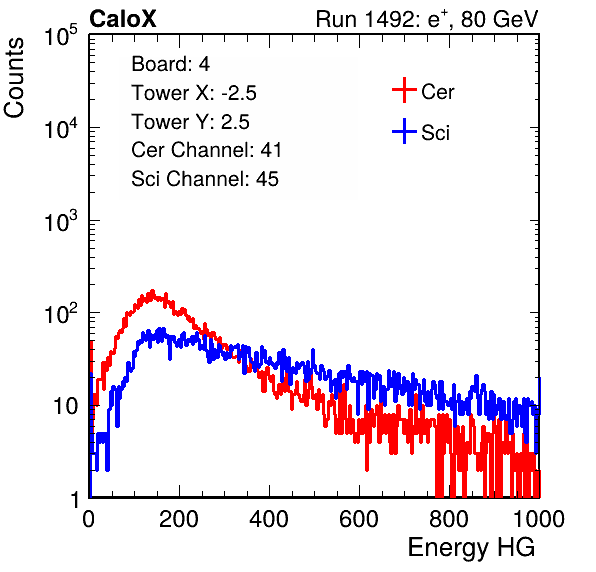 CaloX Run 1492: e⁺, 80 GeV
Counts
10⁵
10⁴
10³
10²
10
1
Board: 4
Tower X: -2.5
Tower Y: 2.5
Cer Channel: 41
Sci Channel: 45
Cer
Sci
0 200 400 600 800 1000
Energy HG